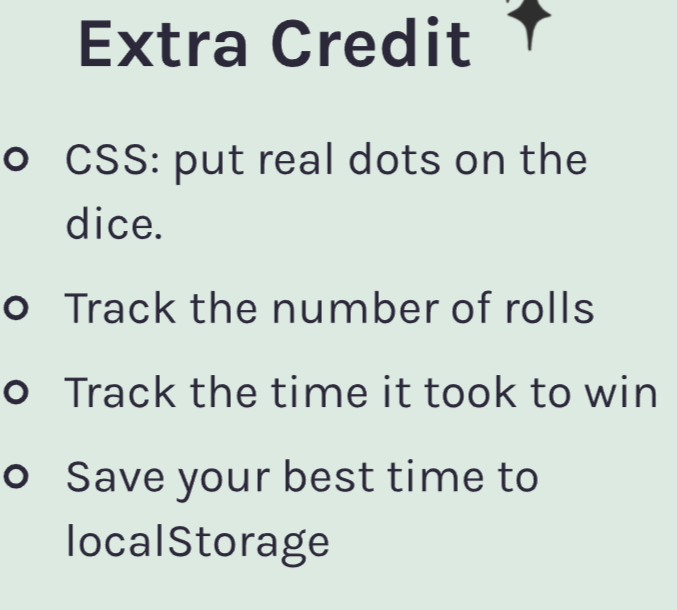 Extra Credit
CSS: put real dots on the
dice.
Track the number of rolls
Track the time it took to win
Save your best time to
localStorage